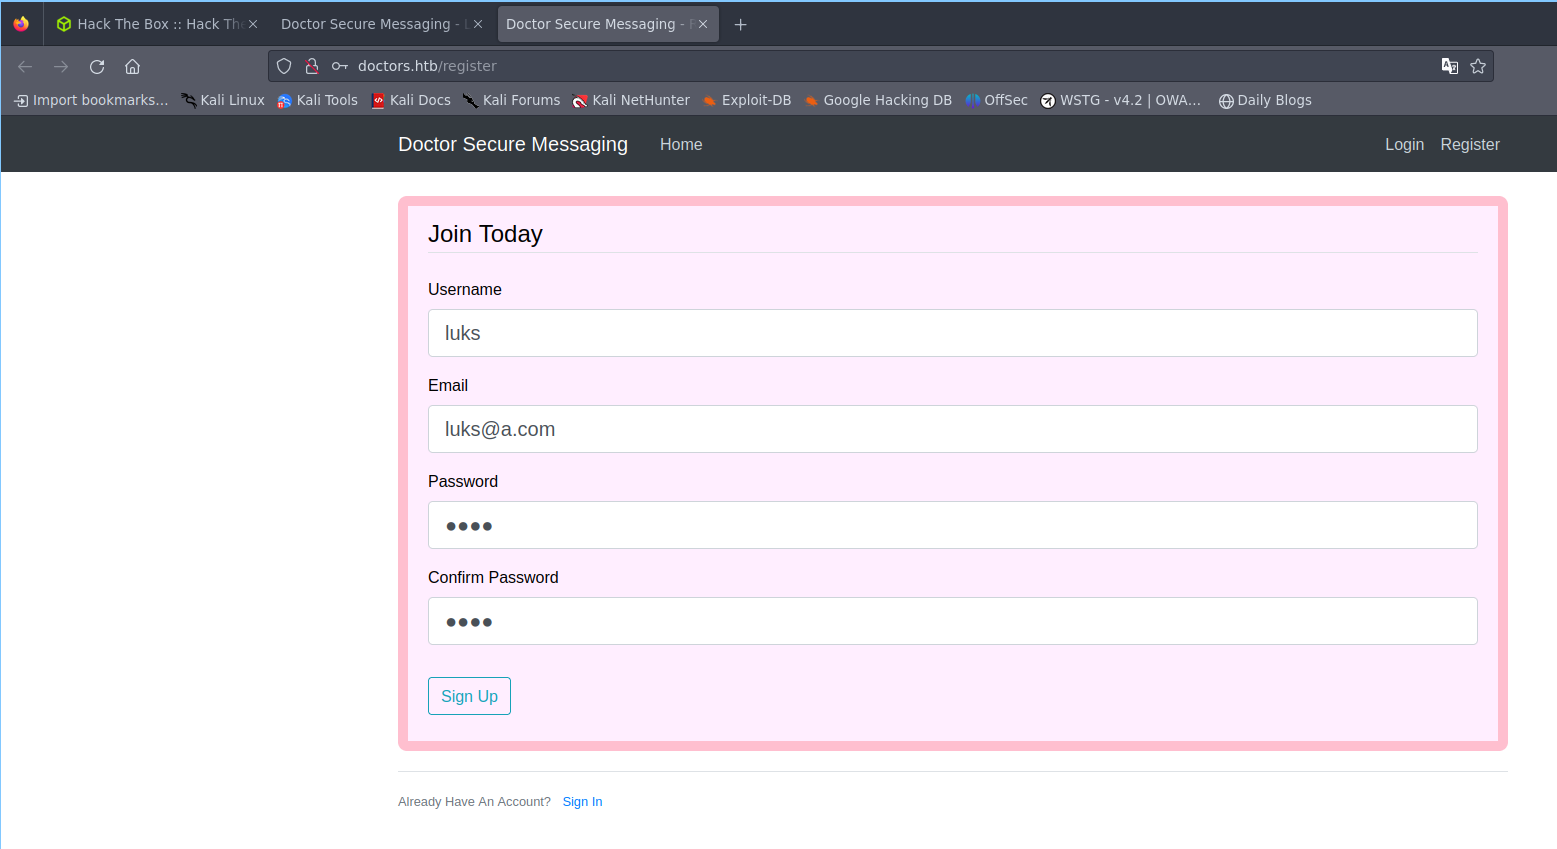 Hack The Box :: Hack The Doctor Secure Messaging - L Doctor Secure Messaging - R
doctors.htb/register
Import bookmarks... Kali Linux Kali Tools Kali Docs Kali Forums Kali NetHunter Exploit-DB Google Hacking DB OffSec WSTG - v4.2 | OWA... Daily Blogs
Doctor Secure Messaging Home Login Register
Join Today
Username
luks
Email
luks@a.com
Password
Confirm Password
Sign Up
Already Have An Account? Sign In